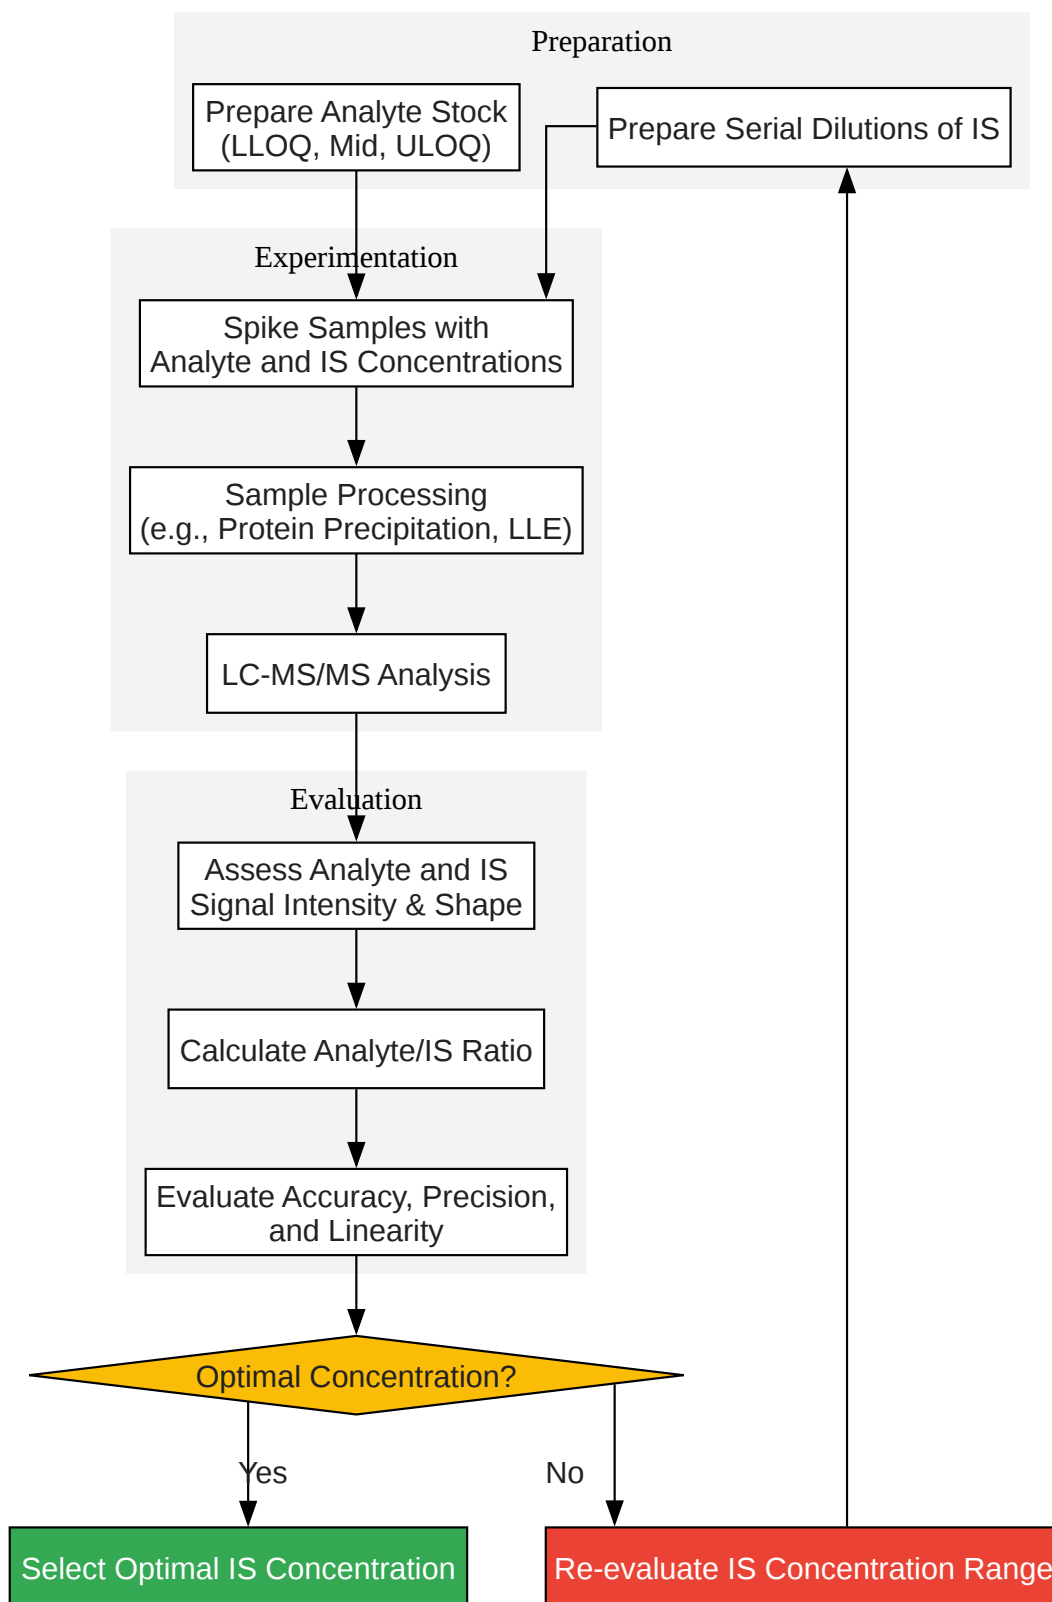 Preparation
Prepare Analyte Stock
(LLOQ, Mid, ULOQ)
Prepare Serial Dilutions of IS
Experimentation
Spike Samples with
Analyte and IS Concentrations
Sample Processing
(e.g., Protein Precipitation, LLE)
LC-MS/MS Analysis
Evaluation
Assess Analyte and IS
Signal Intensity & Shape
Calculate Analyte/IS Ratio
Evaluate Accuracy, Precision,
and Linearity
Optimal Concentration?
Yes
No
Select Optimal IS Concentration
Re-evaluate IS Concentration Range